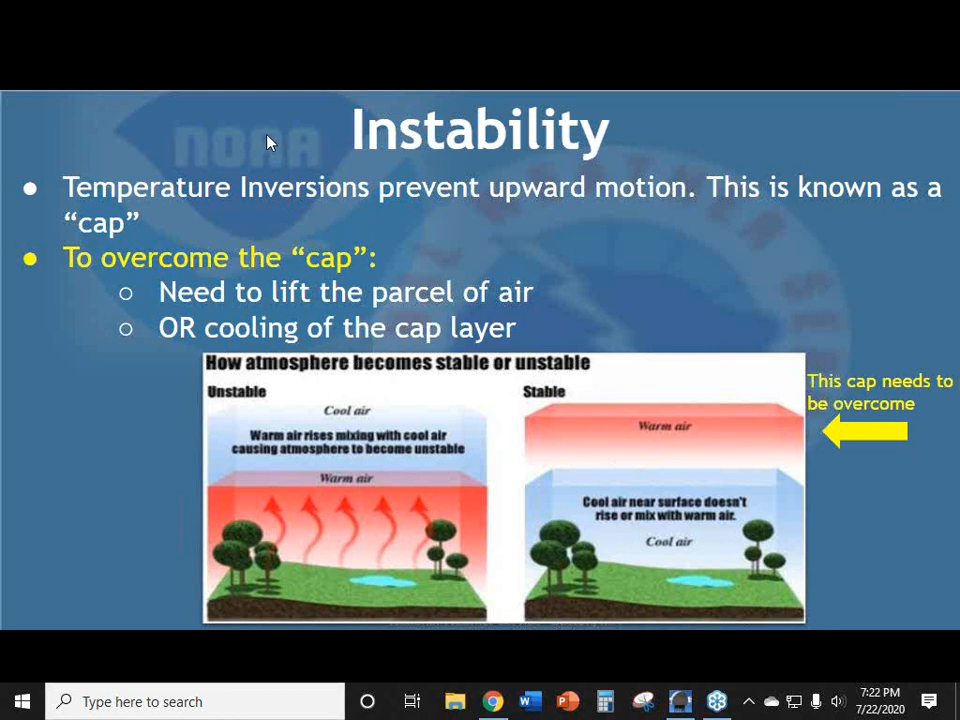 NOAA
Instability
● Temperature Inversions prevent upward motion. This is known as a
“cap”
● To overcome the “cap”:
○ Need to lift the parcel of air
○ OR cooling of the cap layer
How atmosphere becomes stable or unstable
Unstable
Cool air
Warm air rises mixing with cool air
causing atmosphere to become unstable
Warm air
Stable
Warm air
Cool air near surface doesn't
rise or mix with warm air.
Cool air
This cap needs to
be overcome
Type here to search
7:22 PM
7/22/2020